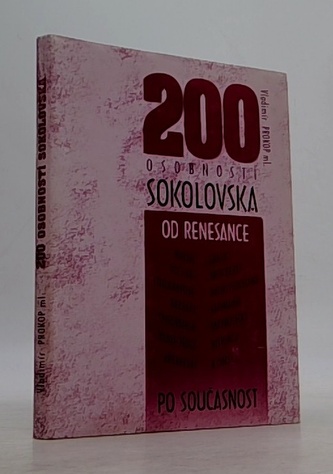 200
OSOBNOSTÍ
SOKOLOVSKA
OD RENESANCE
PO SOUČASNOST
Vladimír PROKOP ml.
200 OSOBNOSTÍ SOKOLOVSKA
Vladimír PROKOP ml.